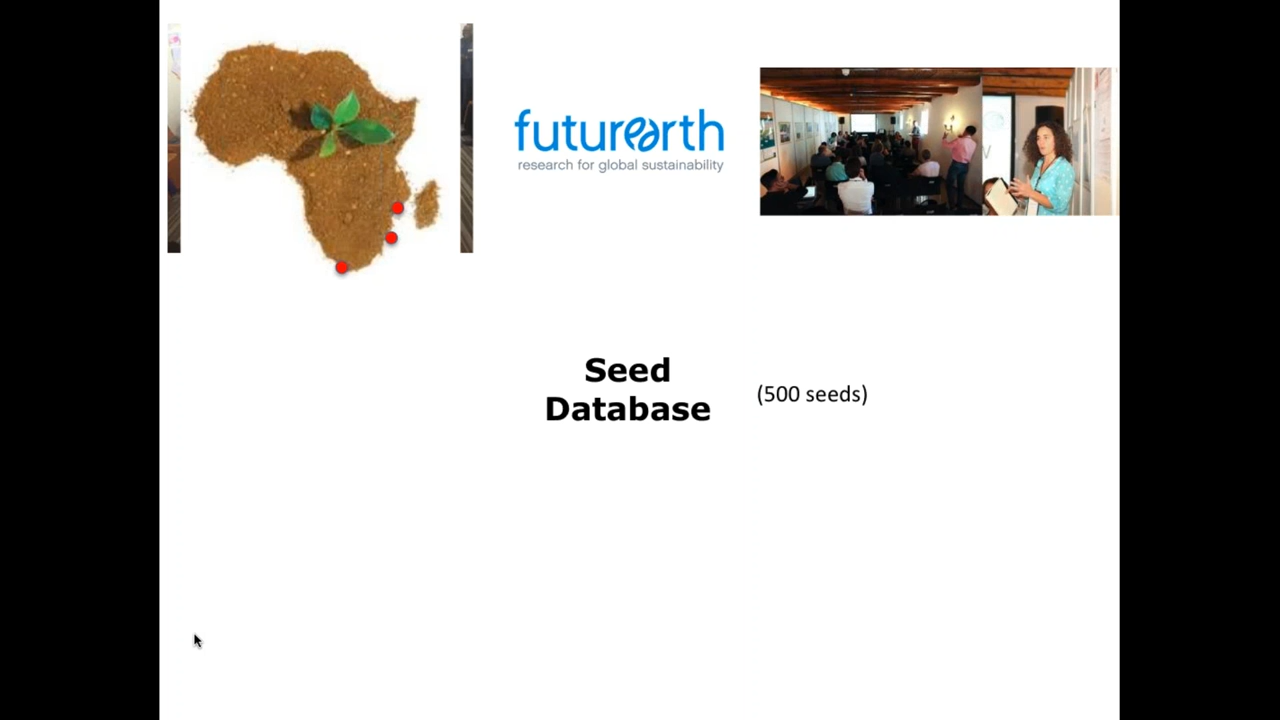 futurearth
research for global sustainability
Seed
Database
(500 seeds)